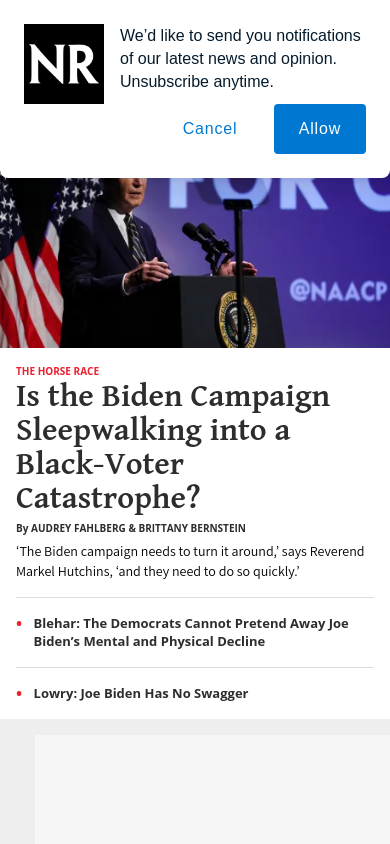 NR
We’d like to send you notifications
of our latest news and opinion.
Unsubscribe anytime.
Cancel
Allow
FOR
@NAACP
THE HORSE RACE
Is the Biden Campaign
Sleepwalking into a
Black-Voter
Catastrophe?
By AUDREY FAHLBERG & BRITTANY BERNSTEIN
‘The Biden campaign needs to turn it around,’ says Reverend
Markel Hutchins, ‘and they need to do so quickly.’
• Blehar: The Democrats Cannot Pretend Away Joe
Biden’s Mental and Physical Decline
• Lowry: Joe Biden Has No Swagger